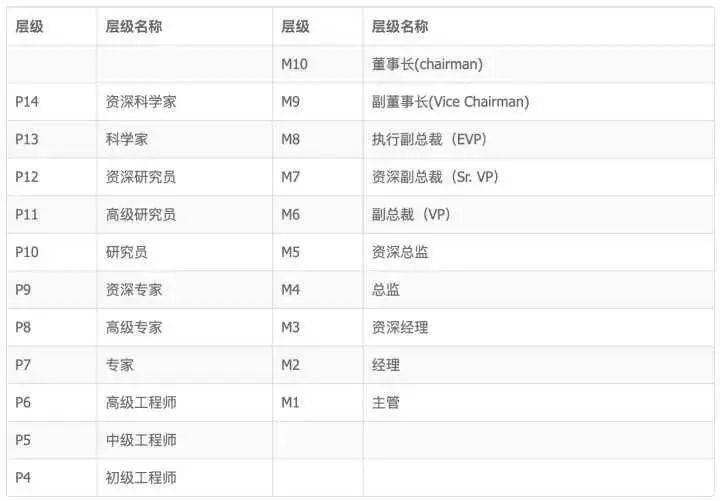 层级 层级名称 层级 层级名称
M10 董事长(chairman)
P14 资深科学家 M9 副董事长(Vice Chairman)
P13 科学家 M8 执行副总裁（EVP）
P12 资深研究员 M7 资深副总裁（Sr. VP）
P11 高级研究员 M6 副总裁（VP）
P10 研究员 M5 资深总监
P9 资深专家 M4 总监
P8 高级专家 M3 资深经理
P7 专家 M2 经理
P6 高级工程师 M1 主管
P5 中级工程师
P4 初级工程师